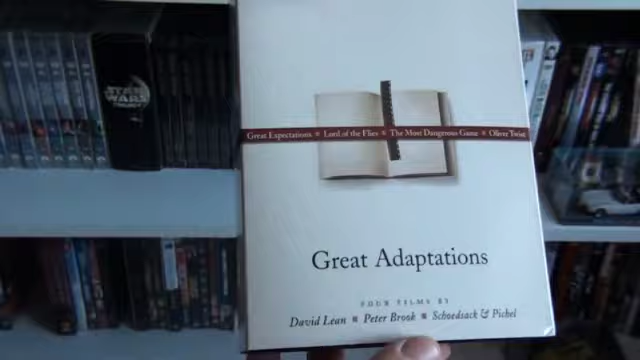 STAR
WARS
TRILOGY
Great Expectations ■ Lord of the Flies ■ The Most Dangerous Game ■ Oliver Twist
Great Adaptations
FOUR FILMS BY
David Lean ■ Peter Brook ■ Schoedsack & Pichel